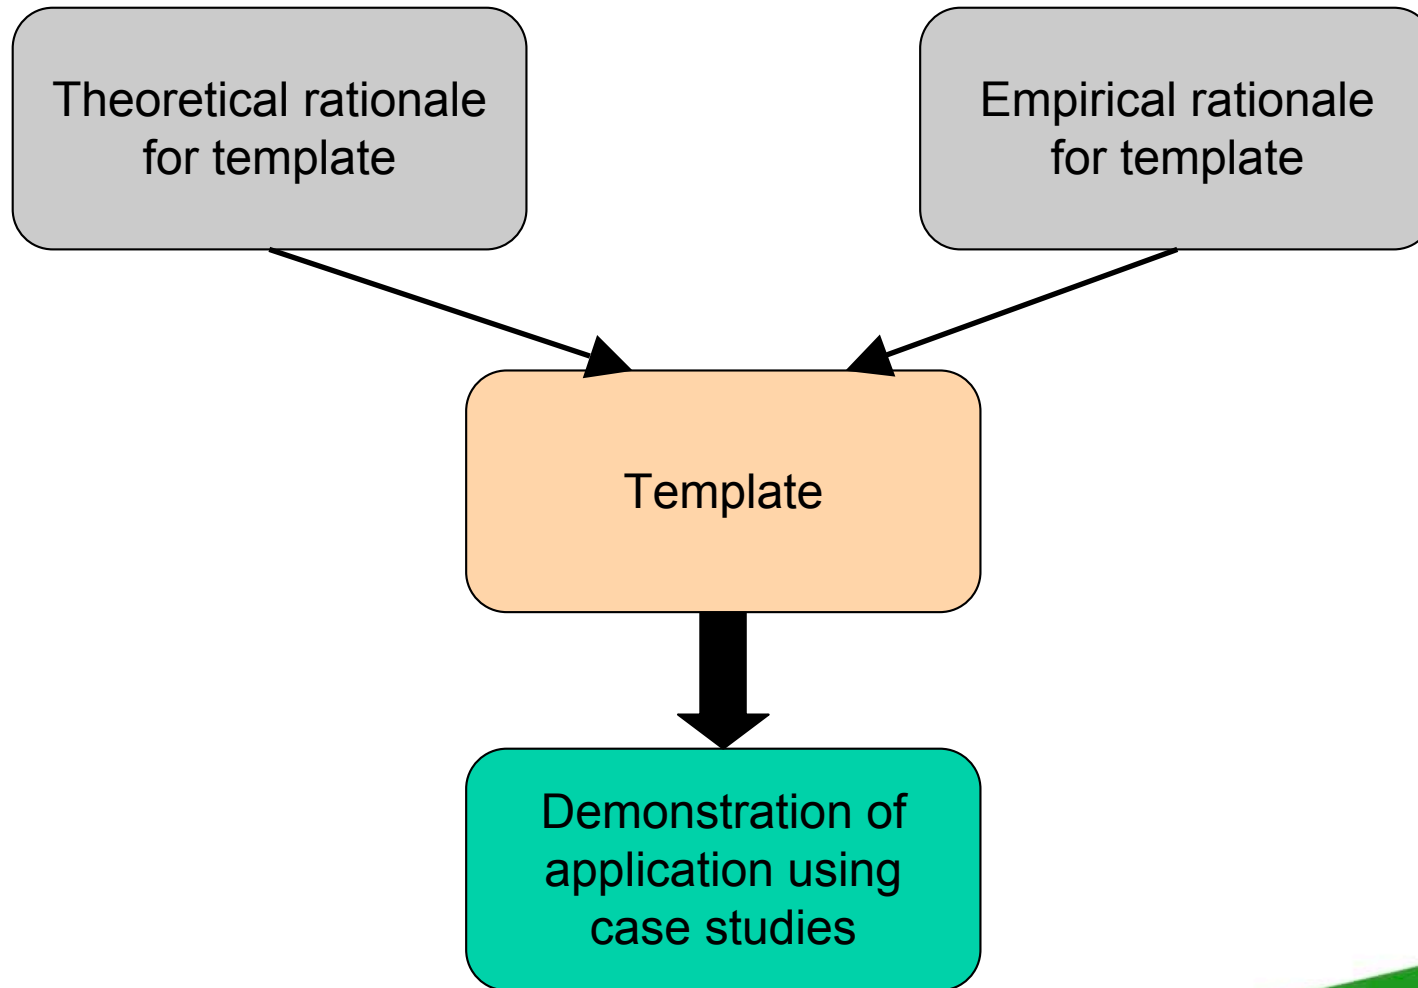 Theoretical rationale
for template
Empirical rationale
for template
Template
Demonstration of
application using
case studies